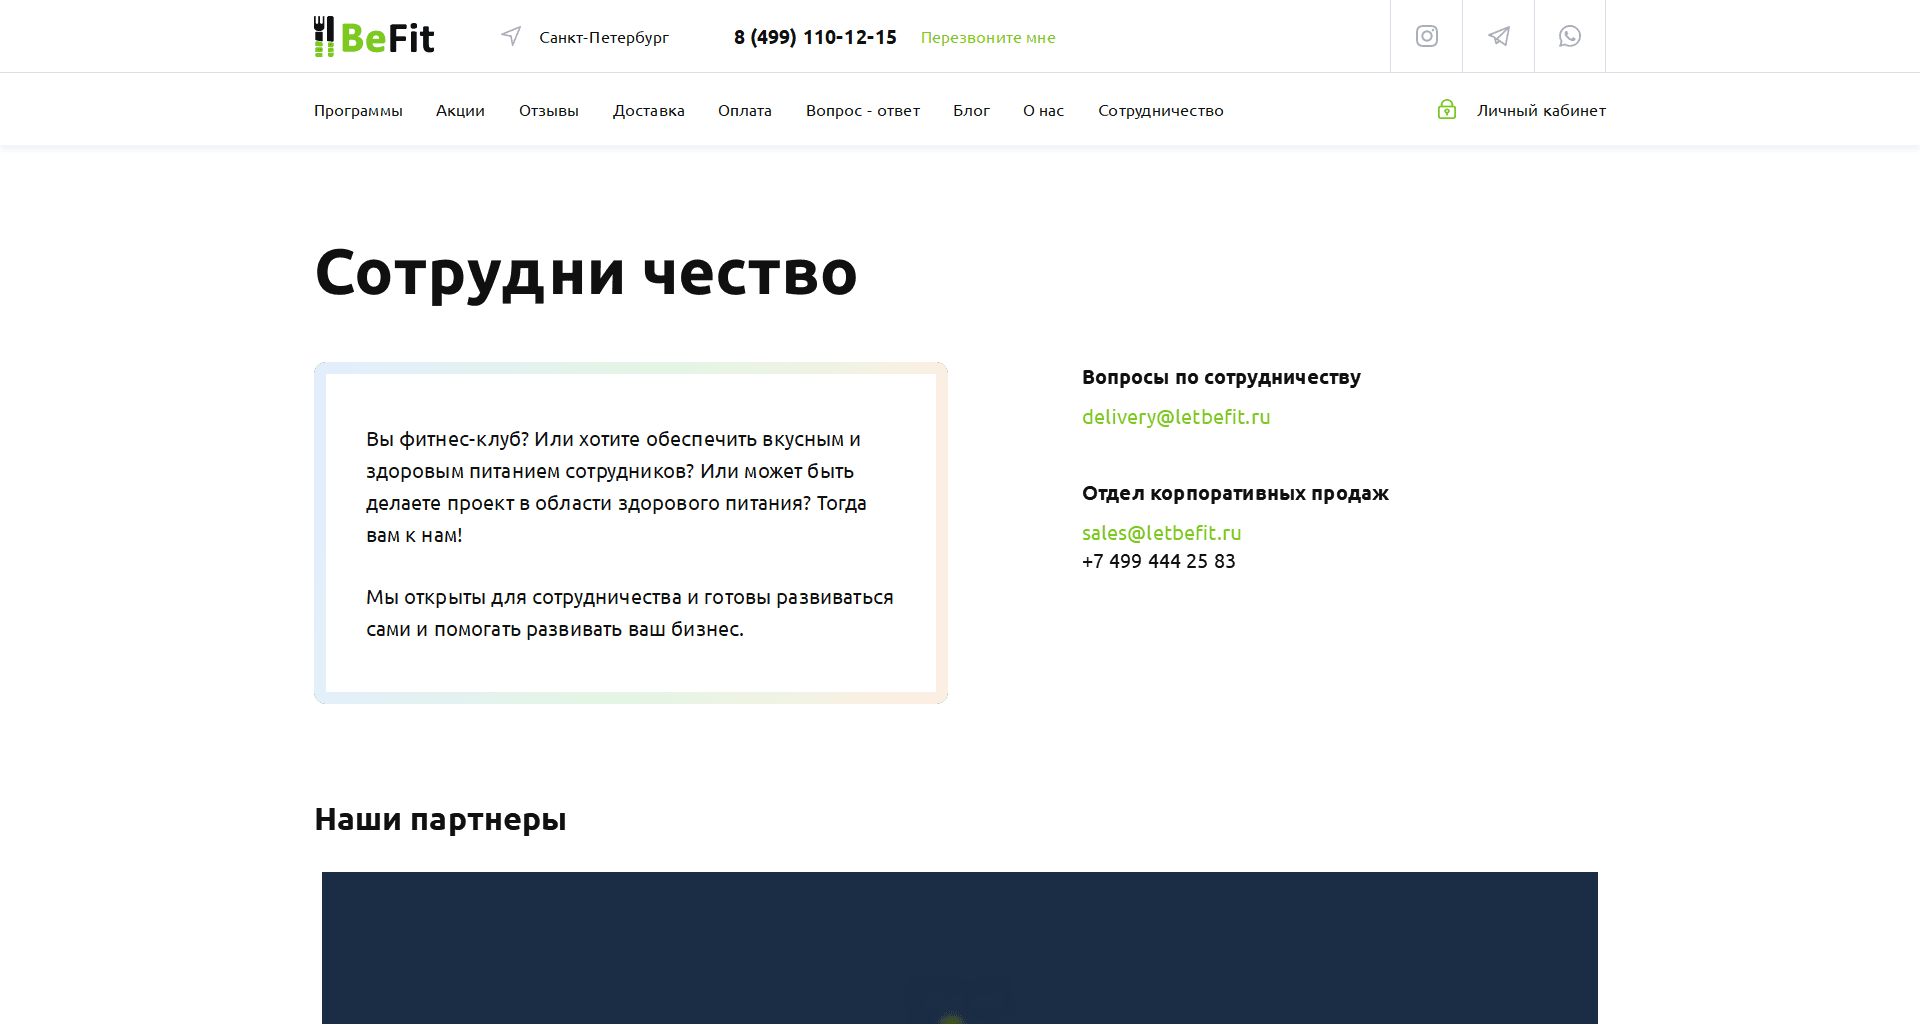 BeFit
Санкт-Петербург
8 (499) 110-12-15
Перезвоните мне
Программы
Акции
Отзывы
Доставка
Оплата
Вопрос - ответ
Блог
О нас
Сотрудничество
Личный кабинет
Сотрудни чество
Вы фитнес-клуб? Или хотите обеспечить вкусным и
здоровым питанием сотрудников? Или может быть
делаете проект в области здорового питания? Тогда
вам к нам!
Мы открыты для сотрудничества и готовы развиваться
сами и помогать развивать ваш бизнес.
Вопросы по сотрудничеству
delivery@letbefit.ru
Отдел корпоративных продаж
sales@letbefit.ru
+7 499 444 25 83
Наши партнеры